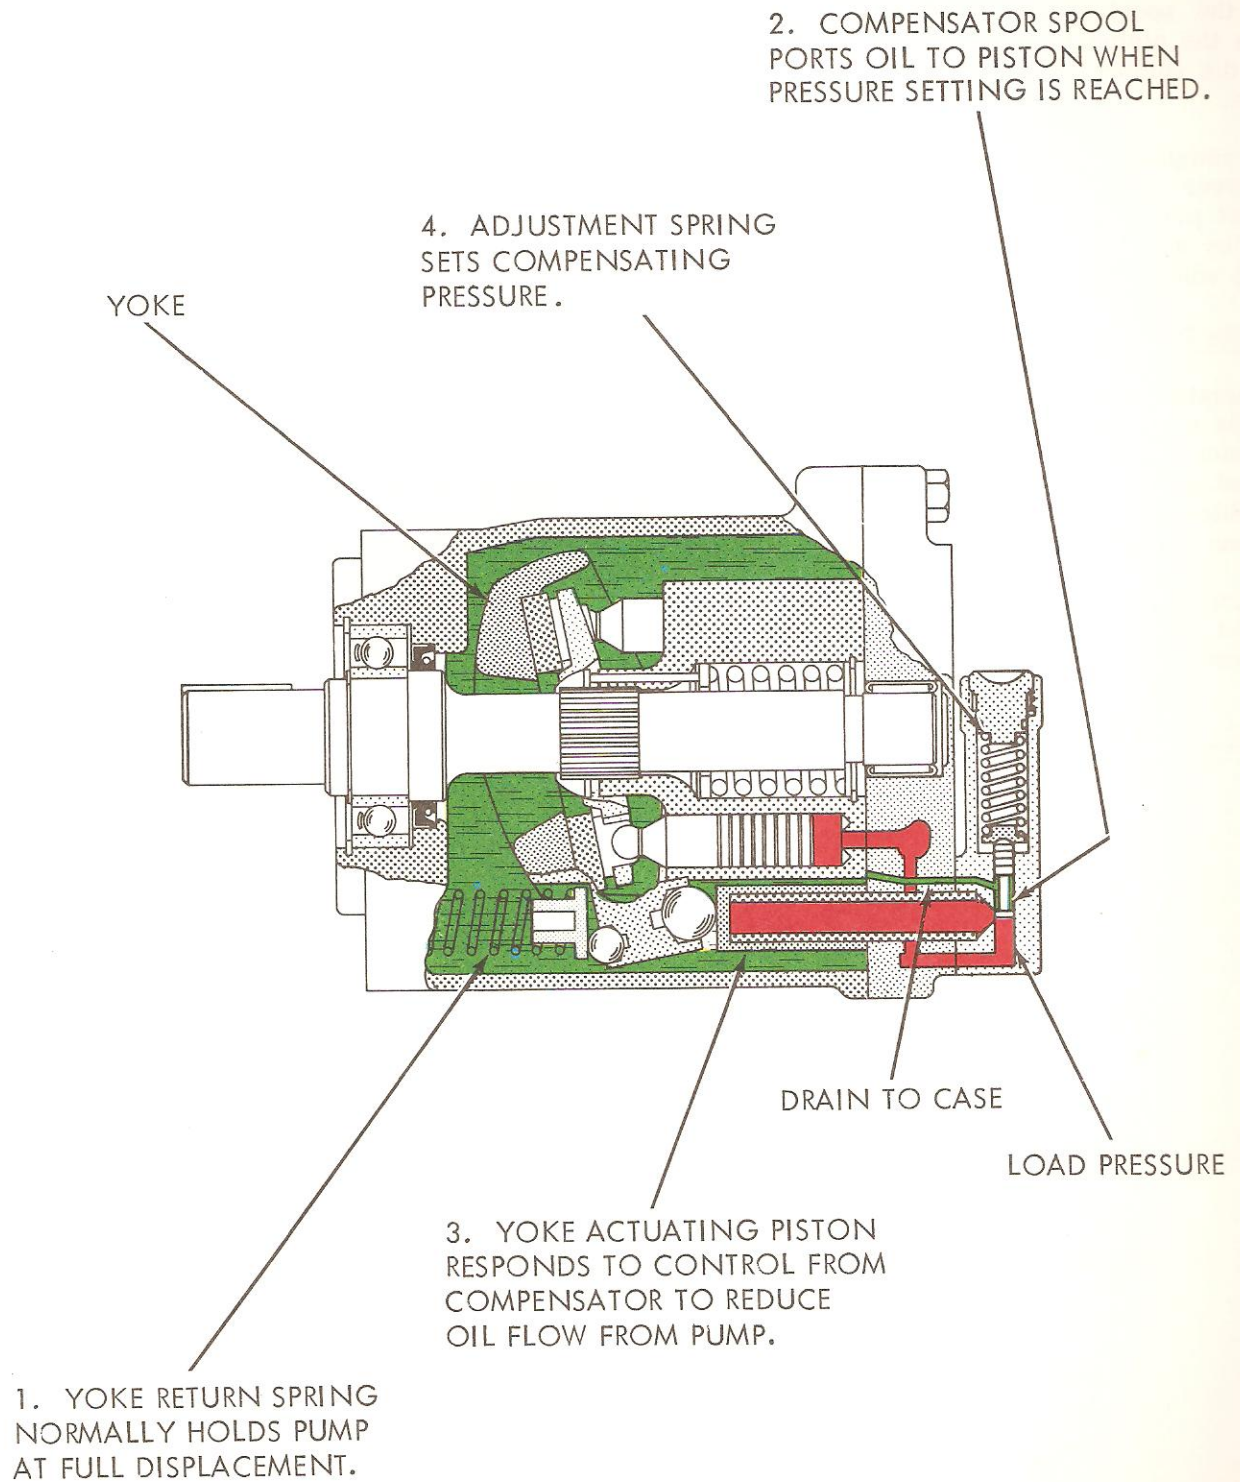 2. COMPENSATOR SPOOL
PORTS OIL TO PISTON WHEN
PRESSURE SETTING IS REACHED.
4. ADJUSTMENT SPRING
SETS COMPENSATING
PRESSURE.
YOKE
DRAIN TO CASE
LOAD PRESSURE
3. YOKE ACTUATING PISTON
RESPONDS TO CONTROL FROM
COMPENSATOR TO REDUCE
OIL FLOW FROM PUMP.
1. YOKE RETURN SPRING
NORMALLY HOLDS PUMP
AT FULL DISPLACEMENT.